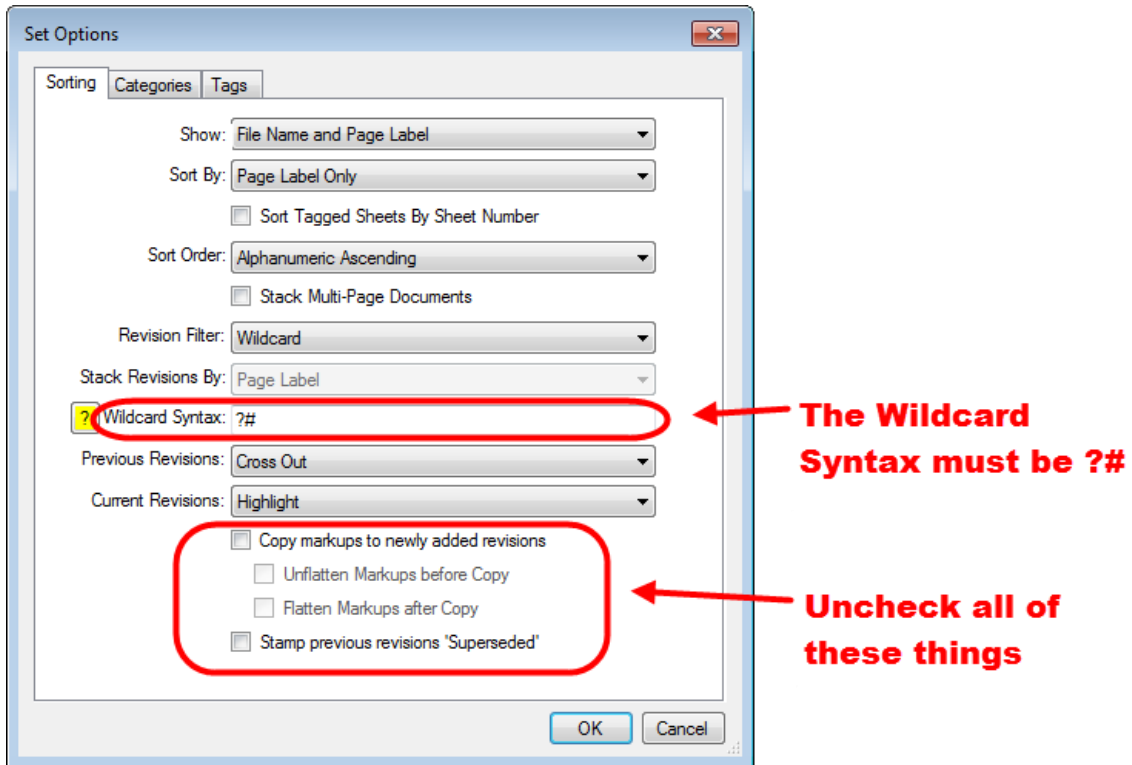 Set Options
Sorting Categories Tags
Show: File Name and Page Label
Sort By: Page Label Only
Sort Tagged Sheets By Sheet Number
Sort Order: Alphanumeric Ascending
Stack Multi-Page Documents
Revision Filter: Wildcard
Stack Revisions By: Page Label
? Wildcard Syntax: ?#
The Wildcard
Syntax must be ?#
Previous Revisions: Cross Out
Current Revisions: Highlight
Copy markups to newly added revisions
Unflatten Markups before Copy
Flatten Markups after Copy
Stamp previous revisions 'Superseded'
Uncheck all of
these things
OK Cancel